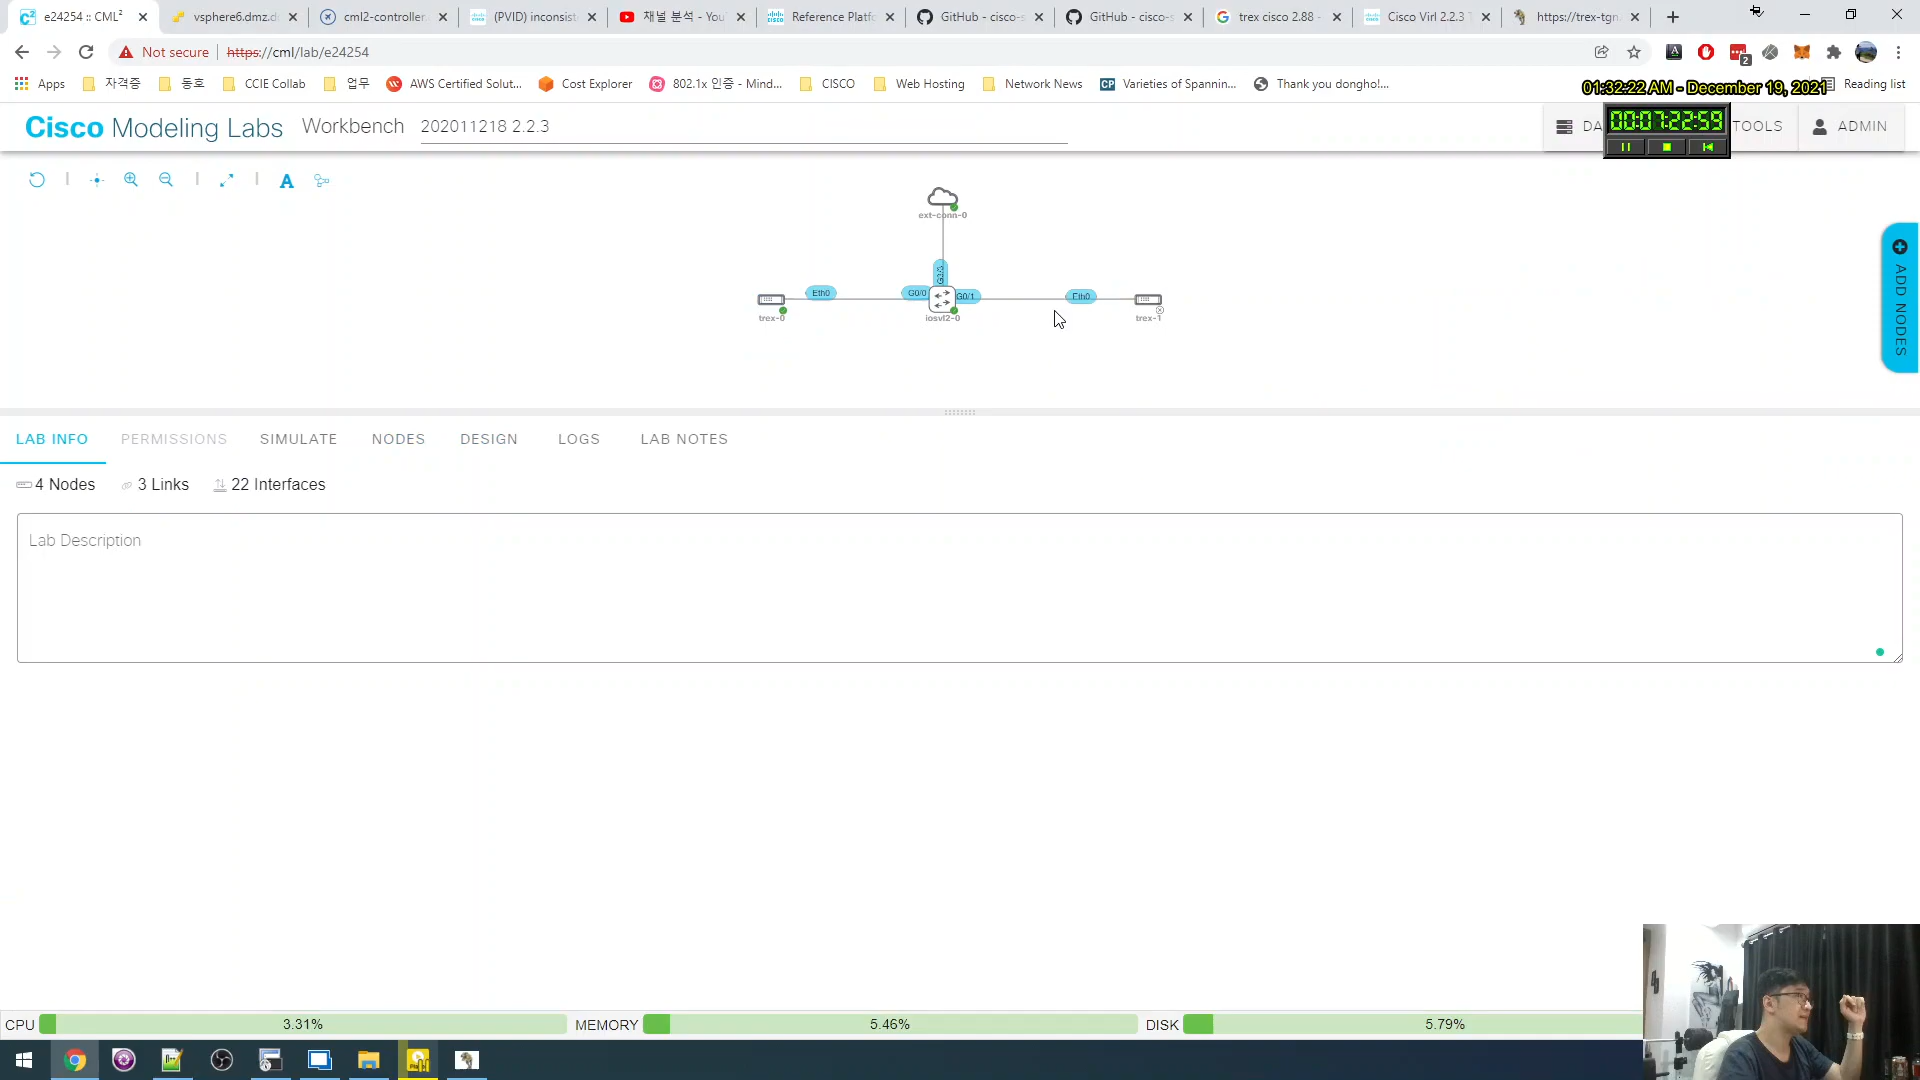 e24254 :: CML²
vsphere6.dmz.d
cml2-controller
(PVID) inconsist
채널 분석 - You
Reference Platfo
GitHub - cisco-s
GitHub - cisco-s
trex cisco 2.88 -
Cisco Virl 2.2.3 T
https://trex-tgn
Not secure
https://cml/lab/e24254
2
Apps
자격증
동호
CCIE Collab
업무
AWS Certified Solut...
Cost Explorer
802.1x 인증 - Mind...
CISCO
Web Hosting
Network News
Varieties of Spannin...
Thank you dongho!...
01:32:22 AM - December 19, 2021
Reading list
Cisco Modeling Labs
Workbench
202011218 2.2.3
DA
00:07:22:59
TOOLS
ADMIN
A
ext-conn-0
Eth0
G0/0
G0/1
Eth0
trex-0
iosvl2-0
trex-1
ADD NODES
LAB INFO
PERMISSIONS
SIMULATE
NODES
DESIGN
LOGS
LAB NOTES
4 Nodes
3 Links
22 Interfaces
Lab Description
CPU
3.31%
MEMORY
5.46%
DISK
5.79%